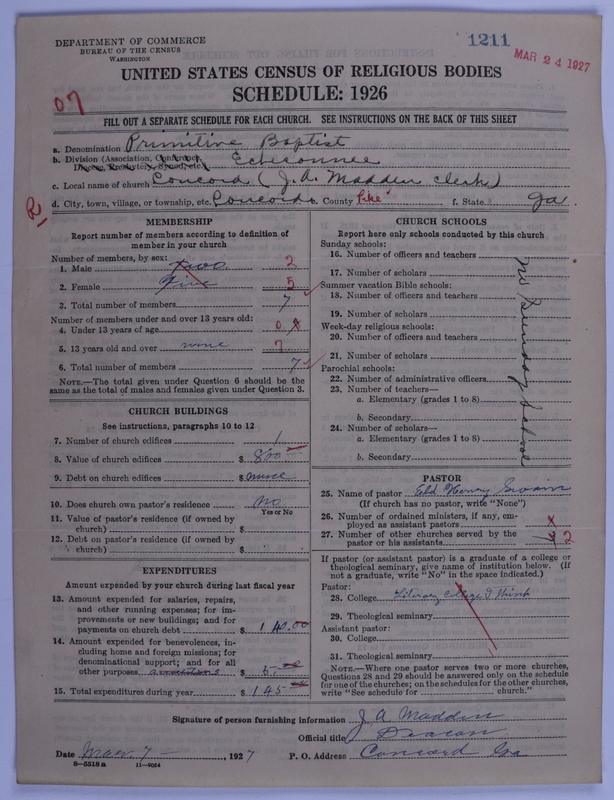 DEPARTMENT OF COMMERCE
BUREAU OF THE CENSUS
WASHINGTON
1211
MAR 24 1927
UNITED STATES CENSUS OF RELIGIOUS BODIES
SCHEDULE: 1926
07
FILL OUT A SEPARATE SCHEDULE FOR EACH CHURCH. SEE INSTRUCTIONS ON THE BACK OF THIS SHEET
a. Denomination Primitive Baptist
b. Division (Association, Conference, Echeconnee
Diocese, Presbytery, Synod, etc.)
c. Local name of church Concord (J. A. Madden Clerk)
d. City, town, village, or township, etc. Concord e. County Pike f. State Ga.
R
MEMBERSHIP
Report number of members according to definition of
member in your church
Number of members, by sex:
1. Male two 2
2. Female Five 5
3. Total number of members 7
Number of members under and over 13 years old:
4. Under 13 years of age 0
5. 13 years old and over none 7
6. Total number of members 7
NOTE.—The total given under Question 6 should be
same as the total of males and females given under Question 3.
CHURCH BUILDINGS
See instructions, paragraphs 10 to 12
7. Number of church edifices 1
8. Value of church edifices $ 800
9. Debt on church edifices $ none
10. Does church own pastor's residence no
Yes or No
11. Value of pastor's residence (if owned by
church) $
12. Debt on pastor's residence (if owned by
church) $
EXPENDITURES
Amount expended by your church during last fiscal year
13. Amount expended for salaries, repairs,
and other running expenses; for im-
provements or new buildings; and for
payments on church debt $ 140.00
14. Amount expended for benevolences, in-
cluding home and foreign missions; for
denominational support; and for all
other purposes $ 5.00
15. Total expenditures during year $ 145
CHURCH SCHOOLS
Report here only schools conducted by this church
Sunday schools:
16. Number of officers and teachers
17. Number of scholars
Summer vacation Bible schools:
18. Number of officers and teachers
19. Number of scholars
Week-day religious schools:
20. Number of officers and teachers
21. Number of scholars
Parochial schools:
22. Number of administrative officers
23. Number of teachers—
a. Elementary (grades 1 to 8)
b. Secondary
24. Number of scholars—
a. Elementary (grades 1 to 8)
b. Secondary
no Sunday School
PASTOR
25. Name of pastor Eld Henry Swain
(If church has no pastor, write "None")
26. Number of ordained ministers, if any, em-
ployed as assistant pastors x
27. Number of other churches served by the
pastor or his assistants 2
If pastor (or assistant pastor) is a graduate of a college or
theological seminary, give name of institution below. (If
not a graduate, write "No" in the space indicated.)
Pastor:
28. College Literary College I think
29. Theological seminary
Assistant pastor:
30. College
31. Theological seminary
NOTE.—Where one pastor serves two or more churches,
Questions 28 and 29 should be answered only on the schedule
for one of the churches; on the schedules for the other churches,
write "See schedule for church."
Signature of person furnishing information J A Madden
Official title Deacon
Date Mar. 7 1927 P. O. Address Concord Ga
8—5518 a 11—9064